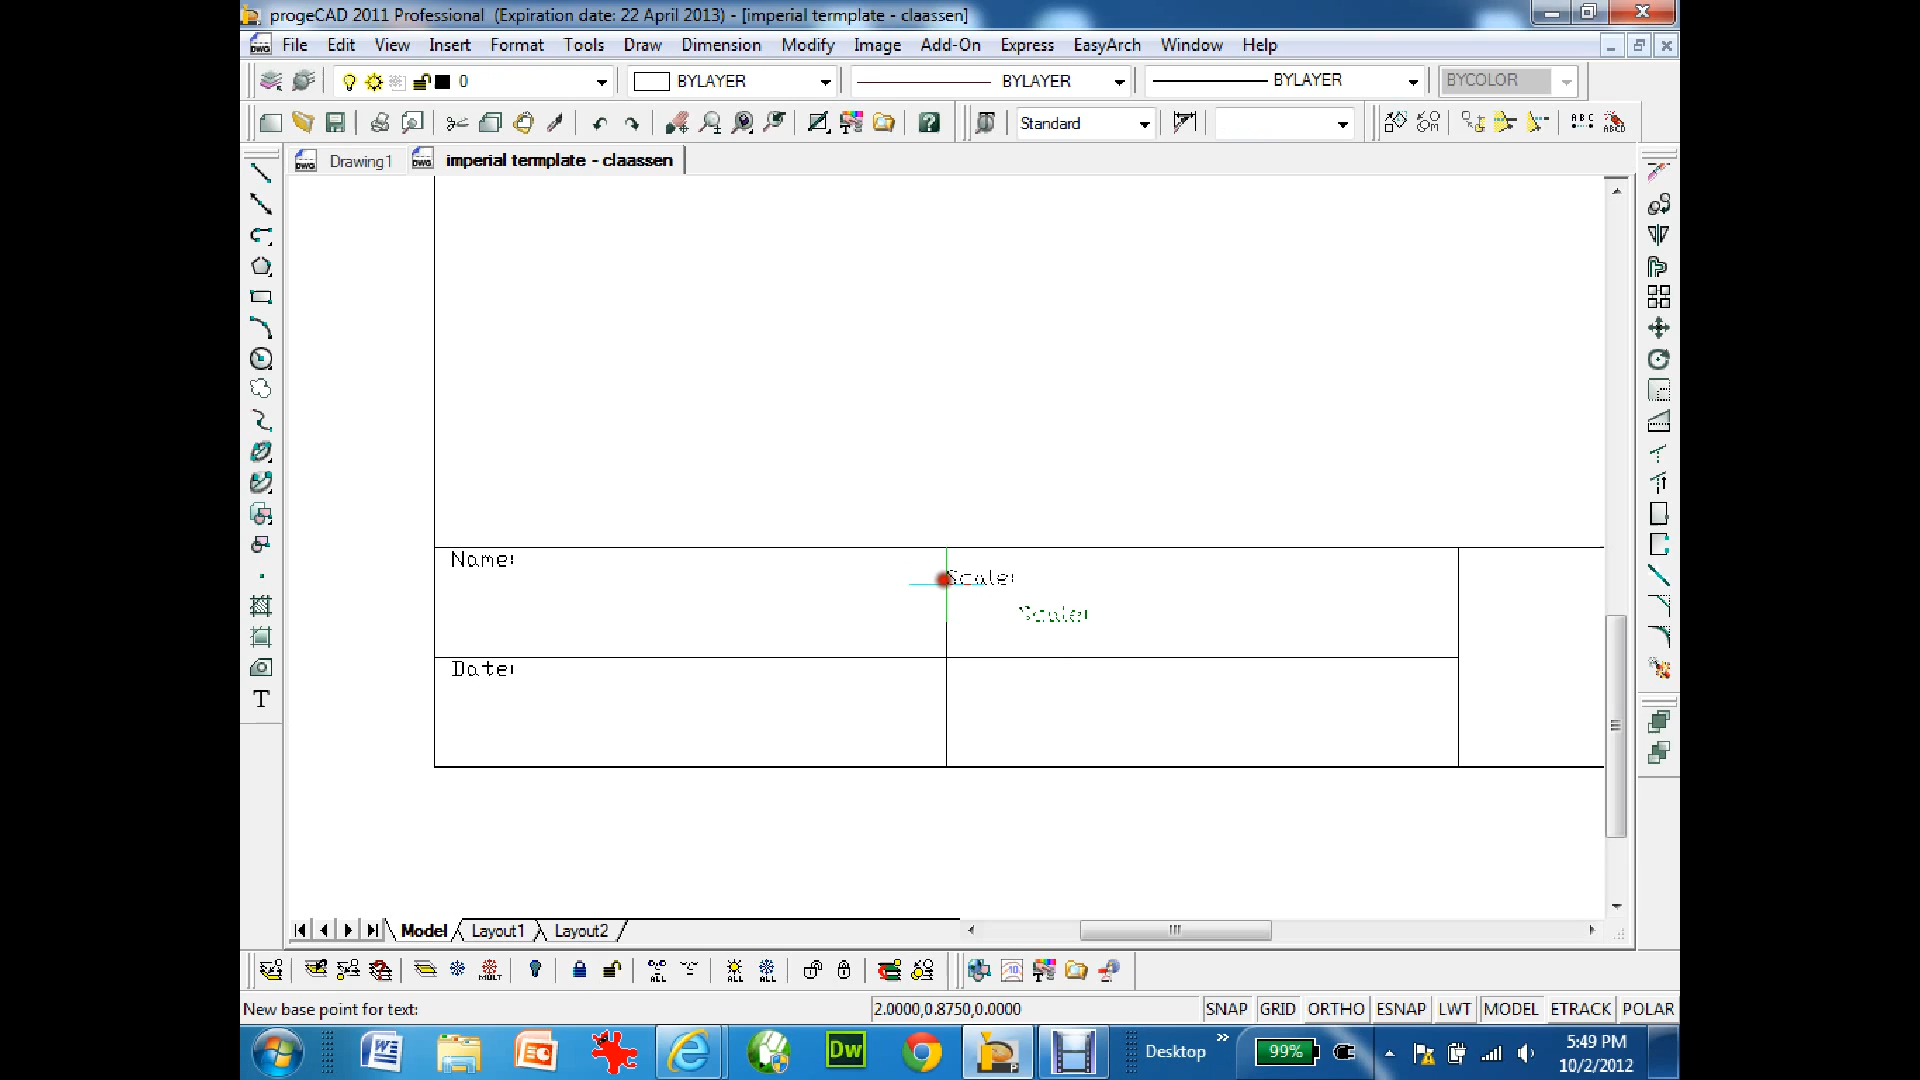 progeCAD 2011 Professional (Expiration date: 22 April 2013) - [imperial termplate - claassen]
File Edit View Insert Format Tools Draw Dimension Modify Image Add-On Express EasyArch Window Help
0 BYLAYER BYLAYER BYLAYER BYCOLOR
Standard
Drawing1 imperial termplate - claassen
Name:
Scale:
Scale:
Date:
T
Model Layout1 Layout2
New base point for text: 2.0000,0.8750,0.0000 SNAP GRID ORTHO ESNAP LWT MODEL ETRACK POLAR
Dw Desktop 99% 5:49 PM
10/2/2012